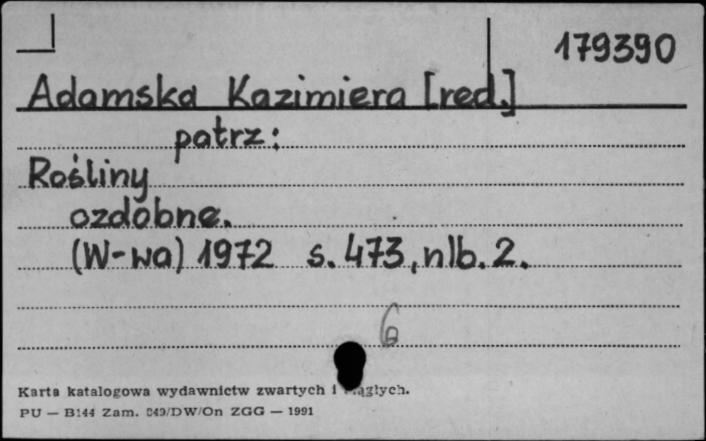 179390
Adamska Kazimiera [red.]
patrz:
Rośliny
ozdobne.
(W-wa) 1972 s. 473, nlb. 2.
6
Karta katalogowa wydawnictw zwartych i
PU — B144 Zam. 049/DW/On ZGG — 1991